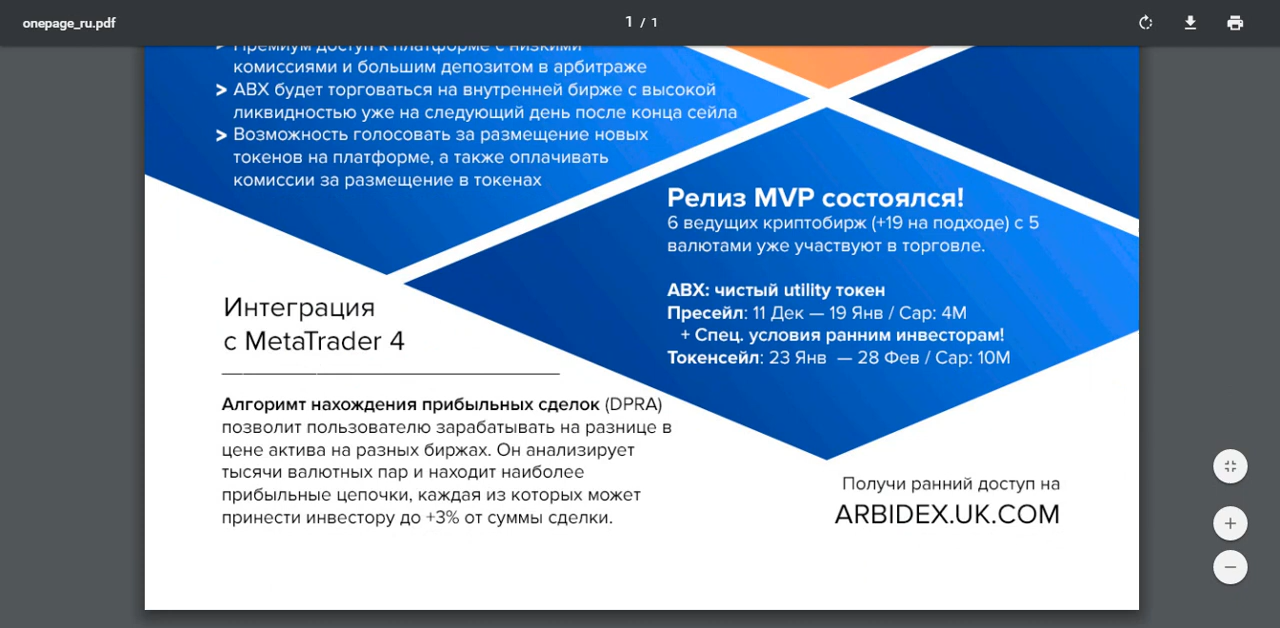 onepage_ru.pdf
1 / 1
Премиум доступ к платформе с низкими
комиссиями и большим депозитом в арбитраже
> ABX будет торговаться на внутренней бирже с высокой
ликвидностью уже на следующий день после конца сейла
> Возможность голосовать за размещение новых
токенов на платформе, а также оплачивать
комиссии за размещение в токенах
Релиз MVP состоялся!
6 ведущих криптобирж (+19 на подходе) с 5
валютами уже участвуют в торговле.
ABX: чистый utility токен
Пресейл: 11 Дек — 19 Янв / Cap: 4M
+ Спец. условия ранним инвесторам!
Токенсейл: 23 Янв — 28 Фев / Cap: 10M
Интеграция
с MetaTrader 4
Алгоримт нахождения прибыльных сделок (DPRA)
позволит пользователю зарабатывать на разнице в
цене актива на разных биржах. Он анализирует
тысячи валютных пар и находит наиболее
прибыльные цепочки, каждая из которых может
принести инвестору до +3% от суммы сделки.
Получи ранний доступ на
ARBIDEX.UK.COM